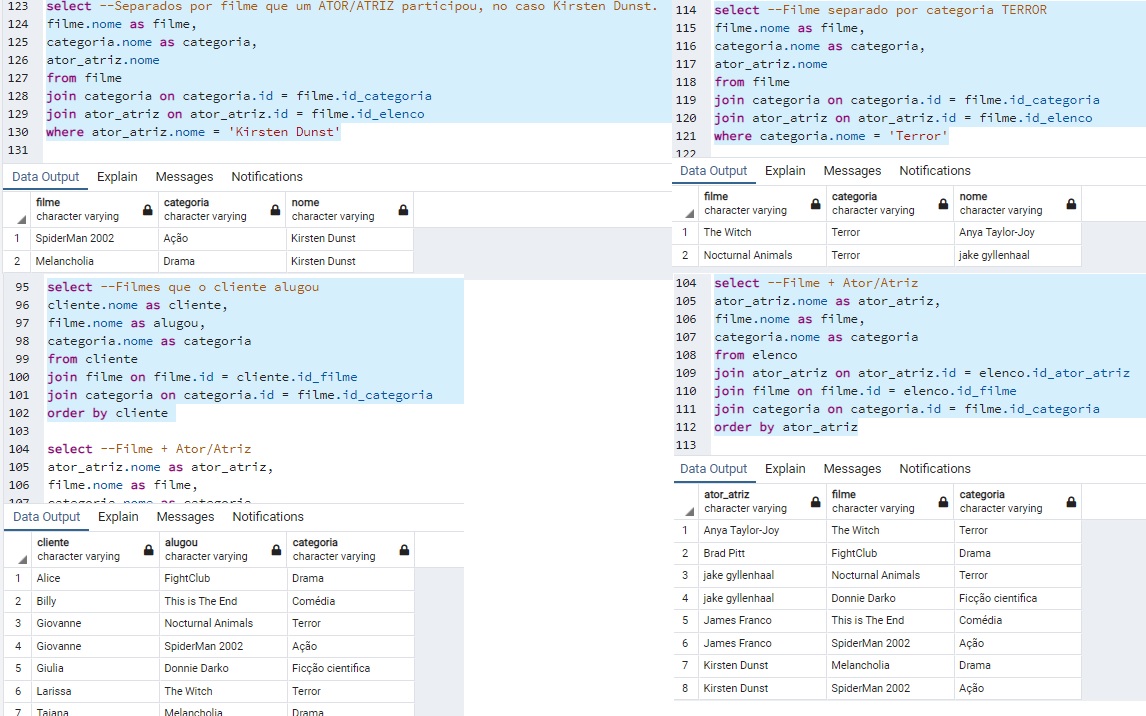 123 select --Separados por filme que um ATOR/ATRIZ participou, no caso Kirsten Dunst.
124 filme.nome as filme,
125 categoria.nome as categoria,
126 ator_atriz.nome
127 from filme
128 join categoria on categoria.id = filme.id_categoria
129 join ator_atriz on ator_atriz.id = filme.id_elenco
130 where ator_atriz.nome = 'Kirsten Dunst'
131
Data Output Explain Messages Notifications
filme categoria nome
character varying character varying character varying
1 SpiderMan 2002 Ação Kirsten Dunst
2 Melancholia Drama Kirsten Dunst
114 select --Filme separado por categoria TERROR
115 filme.nome as filme,
116 categoria.nome as categoria,
117 ator_atriz.nome
118 from filme
119 join categoria on categoria.id = filme.id_categoria
120 join ator_atriz on ator_atriz.id = filme.id_elenco
121 where categoria.nome = 'Terror'
122
Data Output Explain Messages Notifications
filme categoria nome
character varying character varying character varying
1 The Witch Terror Anya Taylor-Joy
2 Nocturnal Animals Terror jake gyllenhaal
95 select --Filmes que o cliente alugou
96 cliente.nome as cliente,
97 filme.nome as alugou,
98 categoria.nome as categoria
99 from cliente
100 join filme on filme.id = cliente.id_filme
101 join categoria on categoria.id = filme.id_categoria
102 order by cliente
103
104 select --Filme + Ator/Atriz
105 ator_atriz.nome as ator_atriz,
106 filme.nome as filme,
107 categoria.nome as categoria
Data Output Explain Messages Notifications
cliente alugou categoria
character varying character varying character varying
1 Alice FightClub Drama
2 Billy This is The End Comédia
3 Giovanne Nocturnal Animals Terror
4 Giovanne SpiderMan 2002 Ação
5 Giulia Donnie Darko Ficção cientifica
6 Larissa The Witch Terror
7 Taiana Melancholia Drama
104 select --Filme + Ator/Atriz
105 ator_atriz.nome as ator_atriz,
106 filme.nome as filme,
107 categoria.nome as categoria
108 from elenco
109 join ator_atriz on ator_atriz.id = elenco.id_ator_atriz
110 join filme on filme.id = elenco.id_filme
111 join categoria on categoria.id = filme.id_categoria
112 order by ator_atriz
113
Data Output Explain Messages Notifications
ator_atriz filme categoria
character varying character varying character varying
1 Anya Taylor-Joy The Witch Terror
2 Brad Pitt FightClub Drama
3 jake gyllenhaal Nocturnal Animals Terror
4 jake gyllenhaal Donnie Darko Ficção cientifica
5 James Franco This is The End Comédia
6 James Franco SpiderMan 2002 Ação
7 Kirsten Dunst Melancholia Drama
8 Kirsten Dunst SpiderMan 2002 Ação